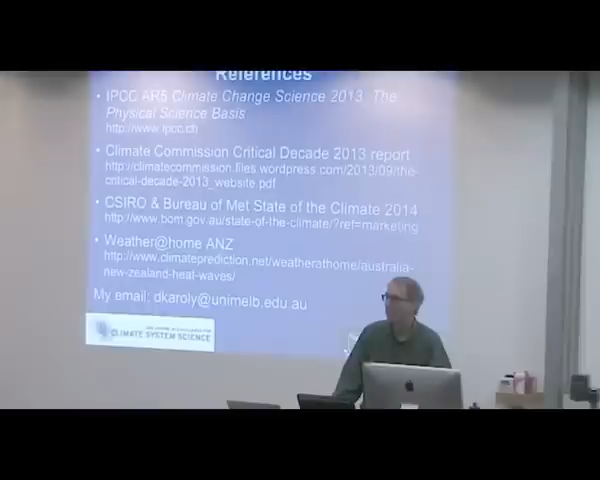 References
• IPCC AR5 Climate Change Science 2013. The
Physical Science Basis
http://www.ipcc.ch
• Climate Commission Critical Decade 2013 report
http://climatecommission.files.wordpress.com/2013/09/the-
critical-decade-2013_website.pdf
• CSIRO & Bureau of Met State of the Climate 2014
http://www.bom.gov.au/state-of-the-climate/?ref=marketing
• Weather@home ANZ
http://www.climateprediction.net/weatherathome/australia-
new-zealand-heat-waves/
My email: dkaroly@unimelb.edu.au
CLIMATE SYSTEM SCIENCE